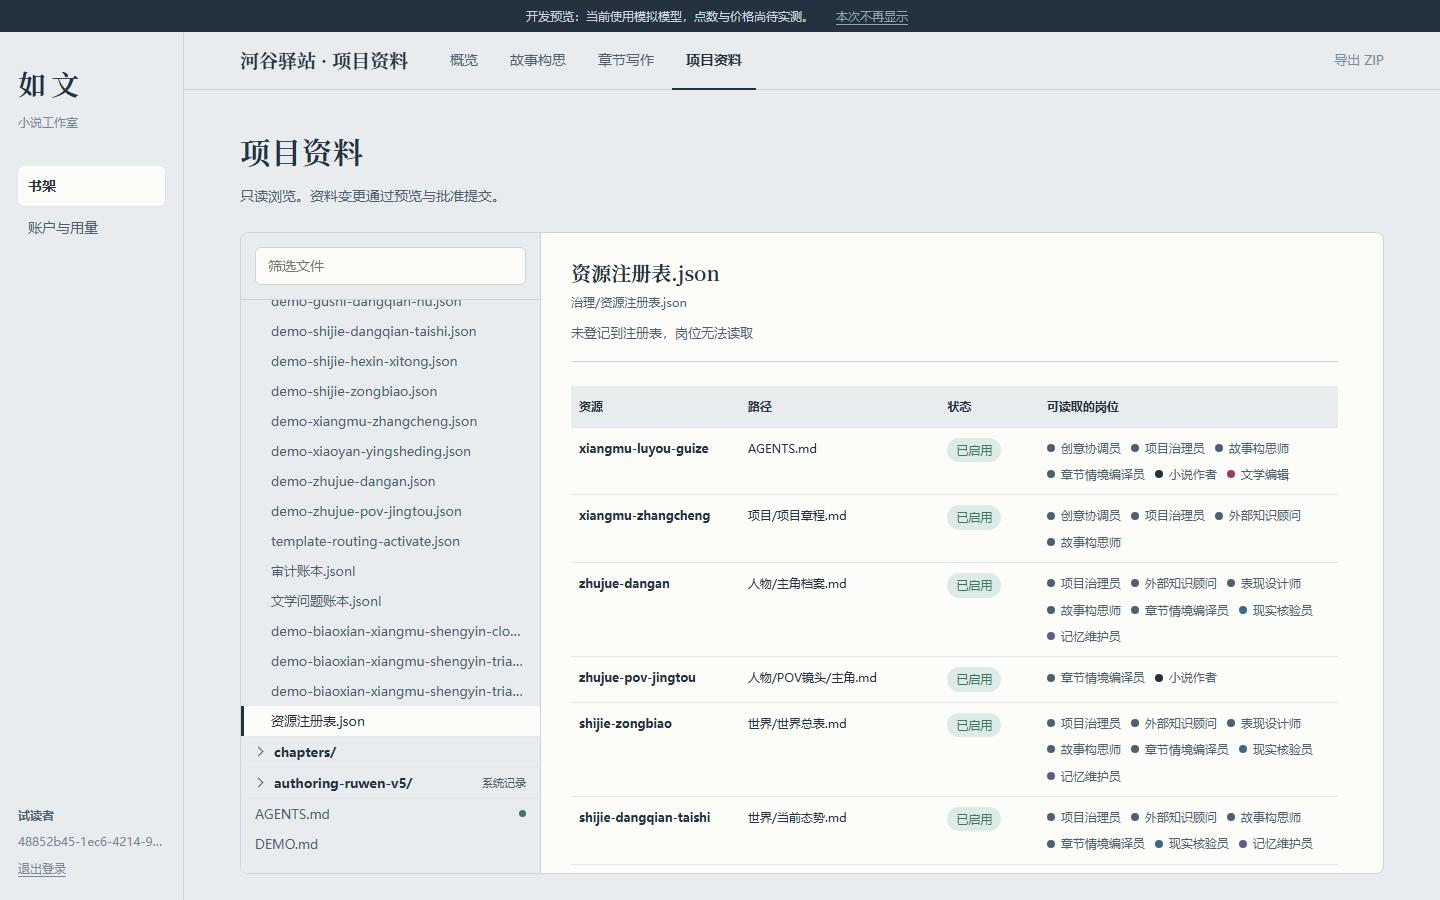 开发预览：当前使用模拟模型，点数与价格尚待实测。 本次不再显示
如文
小说工作室
书架
账户与用量
试读者
48852b45-1ec6-4214-9...
退出登录
河谷驿站 · 项目资料 概览 故事构思 章节写作 项目资料 导出 ZIP
项目资料
只读浏览。资料变更通过预览与批准提交。
筛选文件
demo-gushi-dangqian-hu.json
demo-shijie-dangqian-taishi.json
demo-shijie-hexin-xitong.json
demo-shijie-zongbiao.json
demo-xiangmu-zhangcheng.json
demo-xiaoyan-yingsheding.json
demo-zhujue-dangan.json
demo-zhujue-pov-jingtou.json
template-routing-activate.json
审计账本.jsonl
文学问题账本.jsonl
demo-biaoxian-xiangmu-shengyin-clo...
demo-biaoxian-xiangmu-shengyin-tria...
demo-biaoxian-xiangmu-shengyin-tria...
资源注册表.json
chapters/
authoring-ruwen-v5/ 系统记录
AGENTS.md
DEMO.md
资源注册表.json
治理/资源注册表.json
未登记到注册表，岗位无法读取
资源 路径 状态 可读取的岗位
xiangmu-luyou-guize AGENTS.md 已启用 创意协调员 项目治理员 故事构思师
章节情境编译员 小说作者 文学编辑
xiangmu-zhangcheng 项目/项目章程.md 已启用 创意协调员 项目治理员 外部知识顾问
故事构思师
zhujue-dangan 人物/主角档案.md 已启用 项目治理员 外部知识顾问 表现设计师
故事构思师 章节情境编译员 现实核验员
记忆维护员
zhujue-pov-jingtou 人物/POV镜头/主角.md 已启用 章节情境编译员 小说作者
shijie-zongbiao 世界/世界总表.md 已启用 项目治理员 外部知识顾问 表现设计师
故事构思师 章节情境编译员 现实核验员
记忆维护员
shijie-dangqian-taishi 世界/当前态势.md 已启用 项目治理员 外部知识顾问 故事构思师
章节情境编译员 现实核验员 记忆维护员